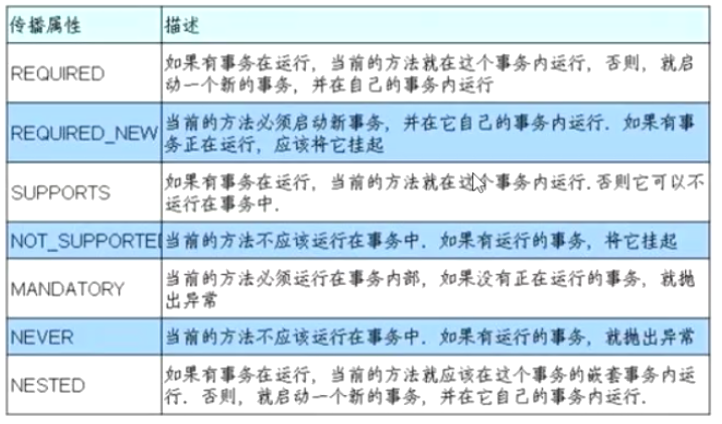 传播属性 描述
REQUIRED 如果有事务在运行，当前的方法就在这个事务内运行，否则，就启
动一个新的事务，并在自己的事务内运行
REQUIRED_NEW 当前的方法必须启动新事务，并在它自己的事务内运行．如果有事
务正在运行，应该将它挂起
SUPPORTS 如果有事务在运行，当前的方法就在这个事务内运行．否则它可以不
运行在事务中．
NOT_SUPPORTED 当前的方法不应该运行在事务中．如果有运行的事务，将它挂起
MANDATORY 当前的方法必须运行在事务内部，如果没有正在运行的事务，就抛
出异常
NEVER 当前的方法不应该运行在事务中．如果有运行的事务，就抛出异常
NESTED 如果有事务在运行，当前的方法就应该在这个事务的嵌套事务内运
行．否则，就启动一个新的事务，并在它自己的事务内运行．